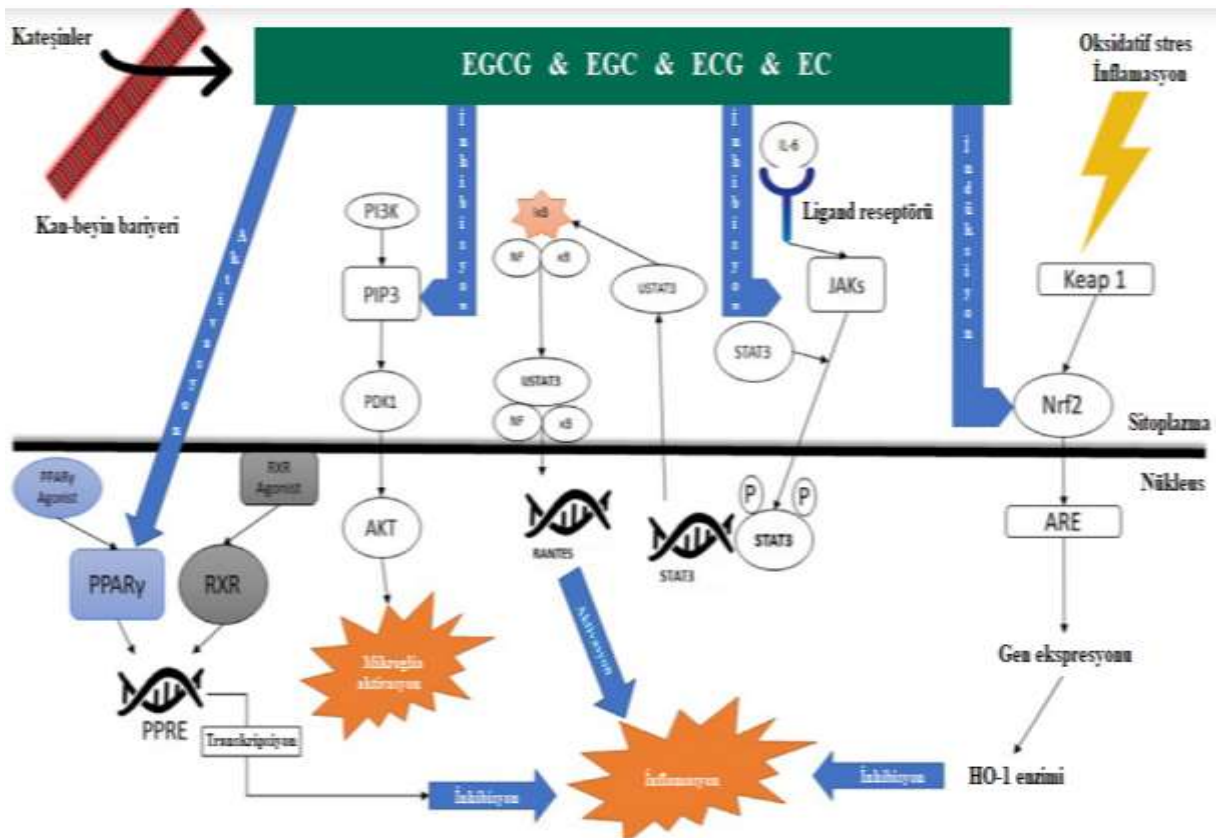 Kateşinler
EGCG & EGC & ECG & EC
Oksidatif stres
İnflamasyon
Kan-beyin bariyeri
Aktivasyon
İnhibisyon
İnhibisyon
IL-6
Ligand reseptörü
PI3K
IκB
NF
κB
PIP3
USTAT3
JAKs
Keap 1
STAT3
PDK1
USTAT3
NF
κB
Nrf2
Sitoplazma
Nükleus
PPARγ
Agonist
RXR
Agonist
AKT
RANTES
P
P
STAT3
STAT3
ARE
PPARγ
RXR
Aktivasyon
Mikroglia
aktivasyon
Gen ekspresyonu
PPRE
Transkripsiyon
İnhibisyon
İnflamasyon
İnhibisyon
HO-1 enzimi